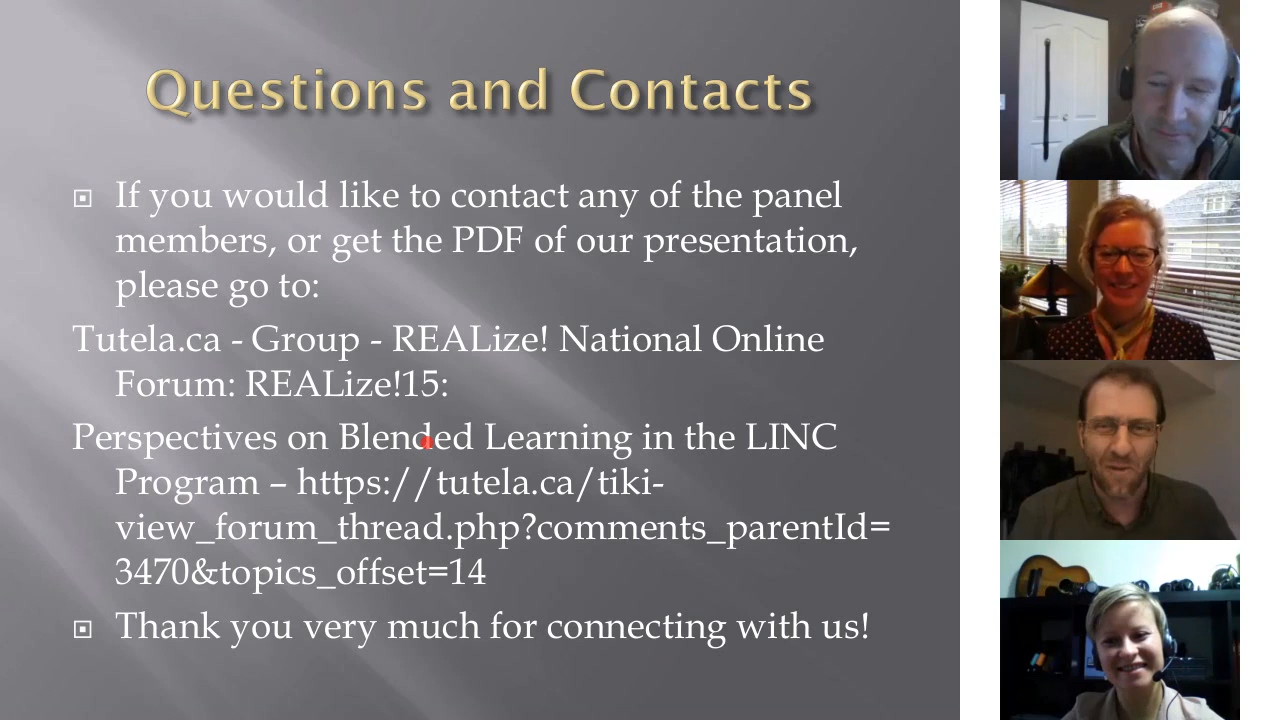 Questions and Contacts
If you would like to contact any of the panel
members, or get the PDF of our presentation,
please go to:
Tutela.ca - Group - REALize! National Online
Forum: REALize!15:
Perspectives on Blended Learning in the LINC
Program – https://tutela.ca/tiki-
view_forum_thread.php?comments_parentId=
3470&topics_offset=14
Thank you very much for connecting with us!